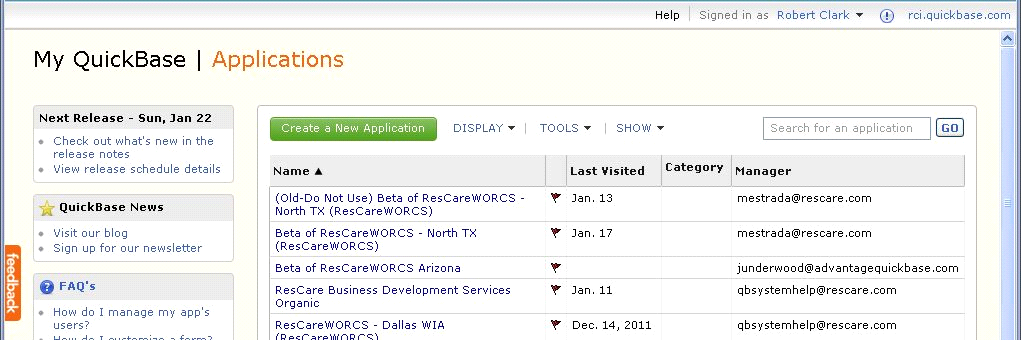 Help Signed in as Robert Clark rci.quickbase.com
My QuickBase | Applications
Next Release - Sun, Jan 22
Check out what's new in the
release notes
View release schedule details
QuickBase News
Visit our blog
Sign up for our newsletter
FAQ's
How do I manage my app's
users?
How do I customize a form?
feedback
Create a New Application DISPLAY TOOLS SHOW Search for an application GO
Name Last Visited Category Manager
(Old-Do Not Use) Beta of ResCareWORCS - Jan. 13 mestrada@rescare.com
North TX (ResCareWORCS)
Beta of ResCareWORCS - North TX Jan. 17 mestrada@rescare.com
(ResCareWORCS)
Beta of ResCareWORCS Arizona junderwood@advantagequickbase.com
ResCare Business Development Services Jan. 11 qbsystemhelp@rescare.com
Organic
ResCareWORCS - Dallas WIA Dec. 14, 2011 qbsystemhelp@rescare.com
(ResCareWORCS)